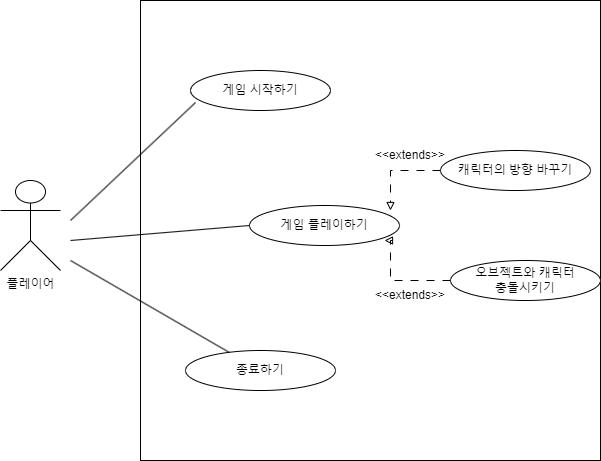 게임 시작하기
<<extends>>
캐릭터의 방향 바꾸기
게임 플레이하기
플레이어
오브젝트와 캐릭터
충돌시키기
<<extends>>
종료하기